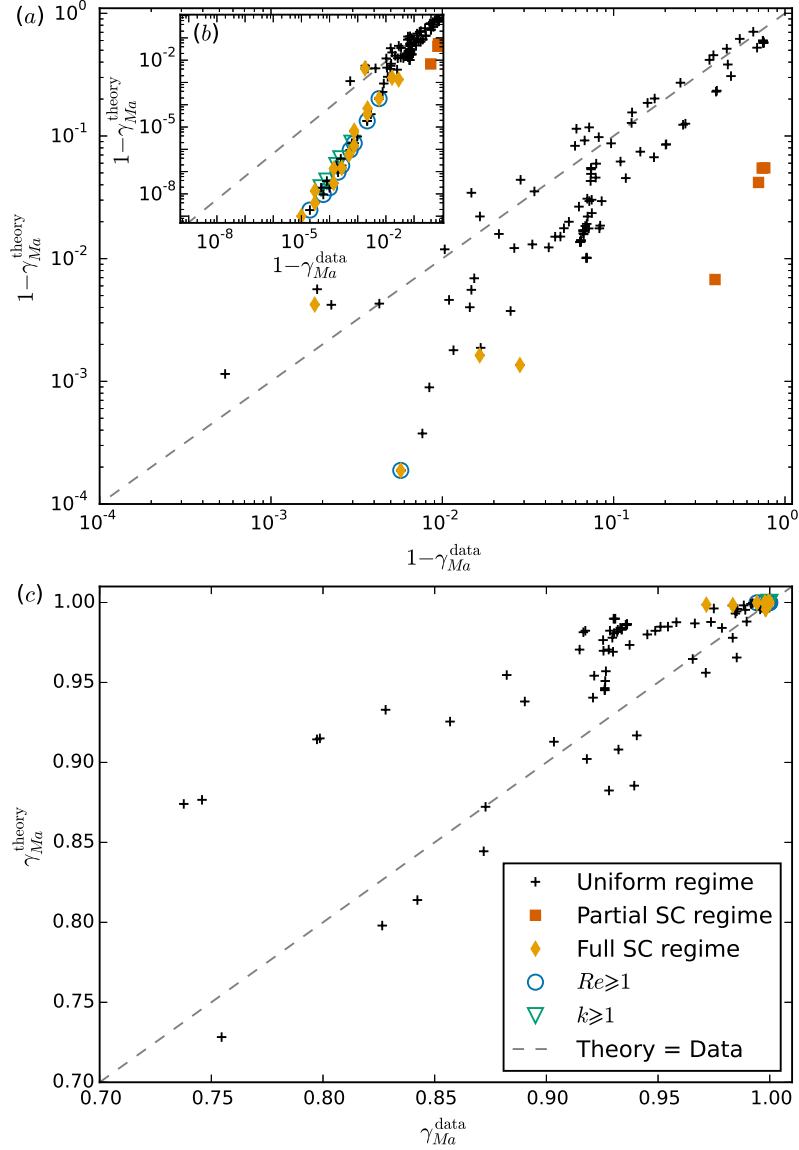 (a)
10⁰
10⁻¹
10⁻²
10⁻³
10⁻⁴
1−γ_Ma^theory
10⁻⁴ 10⁻³ 10⁻² 10⁻¹ 10⁰
1−γ_Ma^data
(b)
10⁻²
10⁻⁵
10⁻⁸
1−γ_Ma^theory
10⁻⁸ 10⁻⁵ 10⁻²
1−γ_Ma^data
(c)
1.00
0.95
0.90
0.85
0.80
0.75
0.70
γ_Ma^theory
Uniform regime
Partial SC regime
Full SC regime
Re⩾1
k⩾1
Theory = Data
0.70 0.75 0.80 0.85 0.90 0.95 1.00
γ_Ma^data